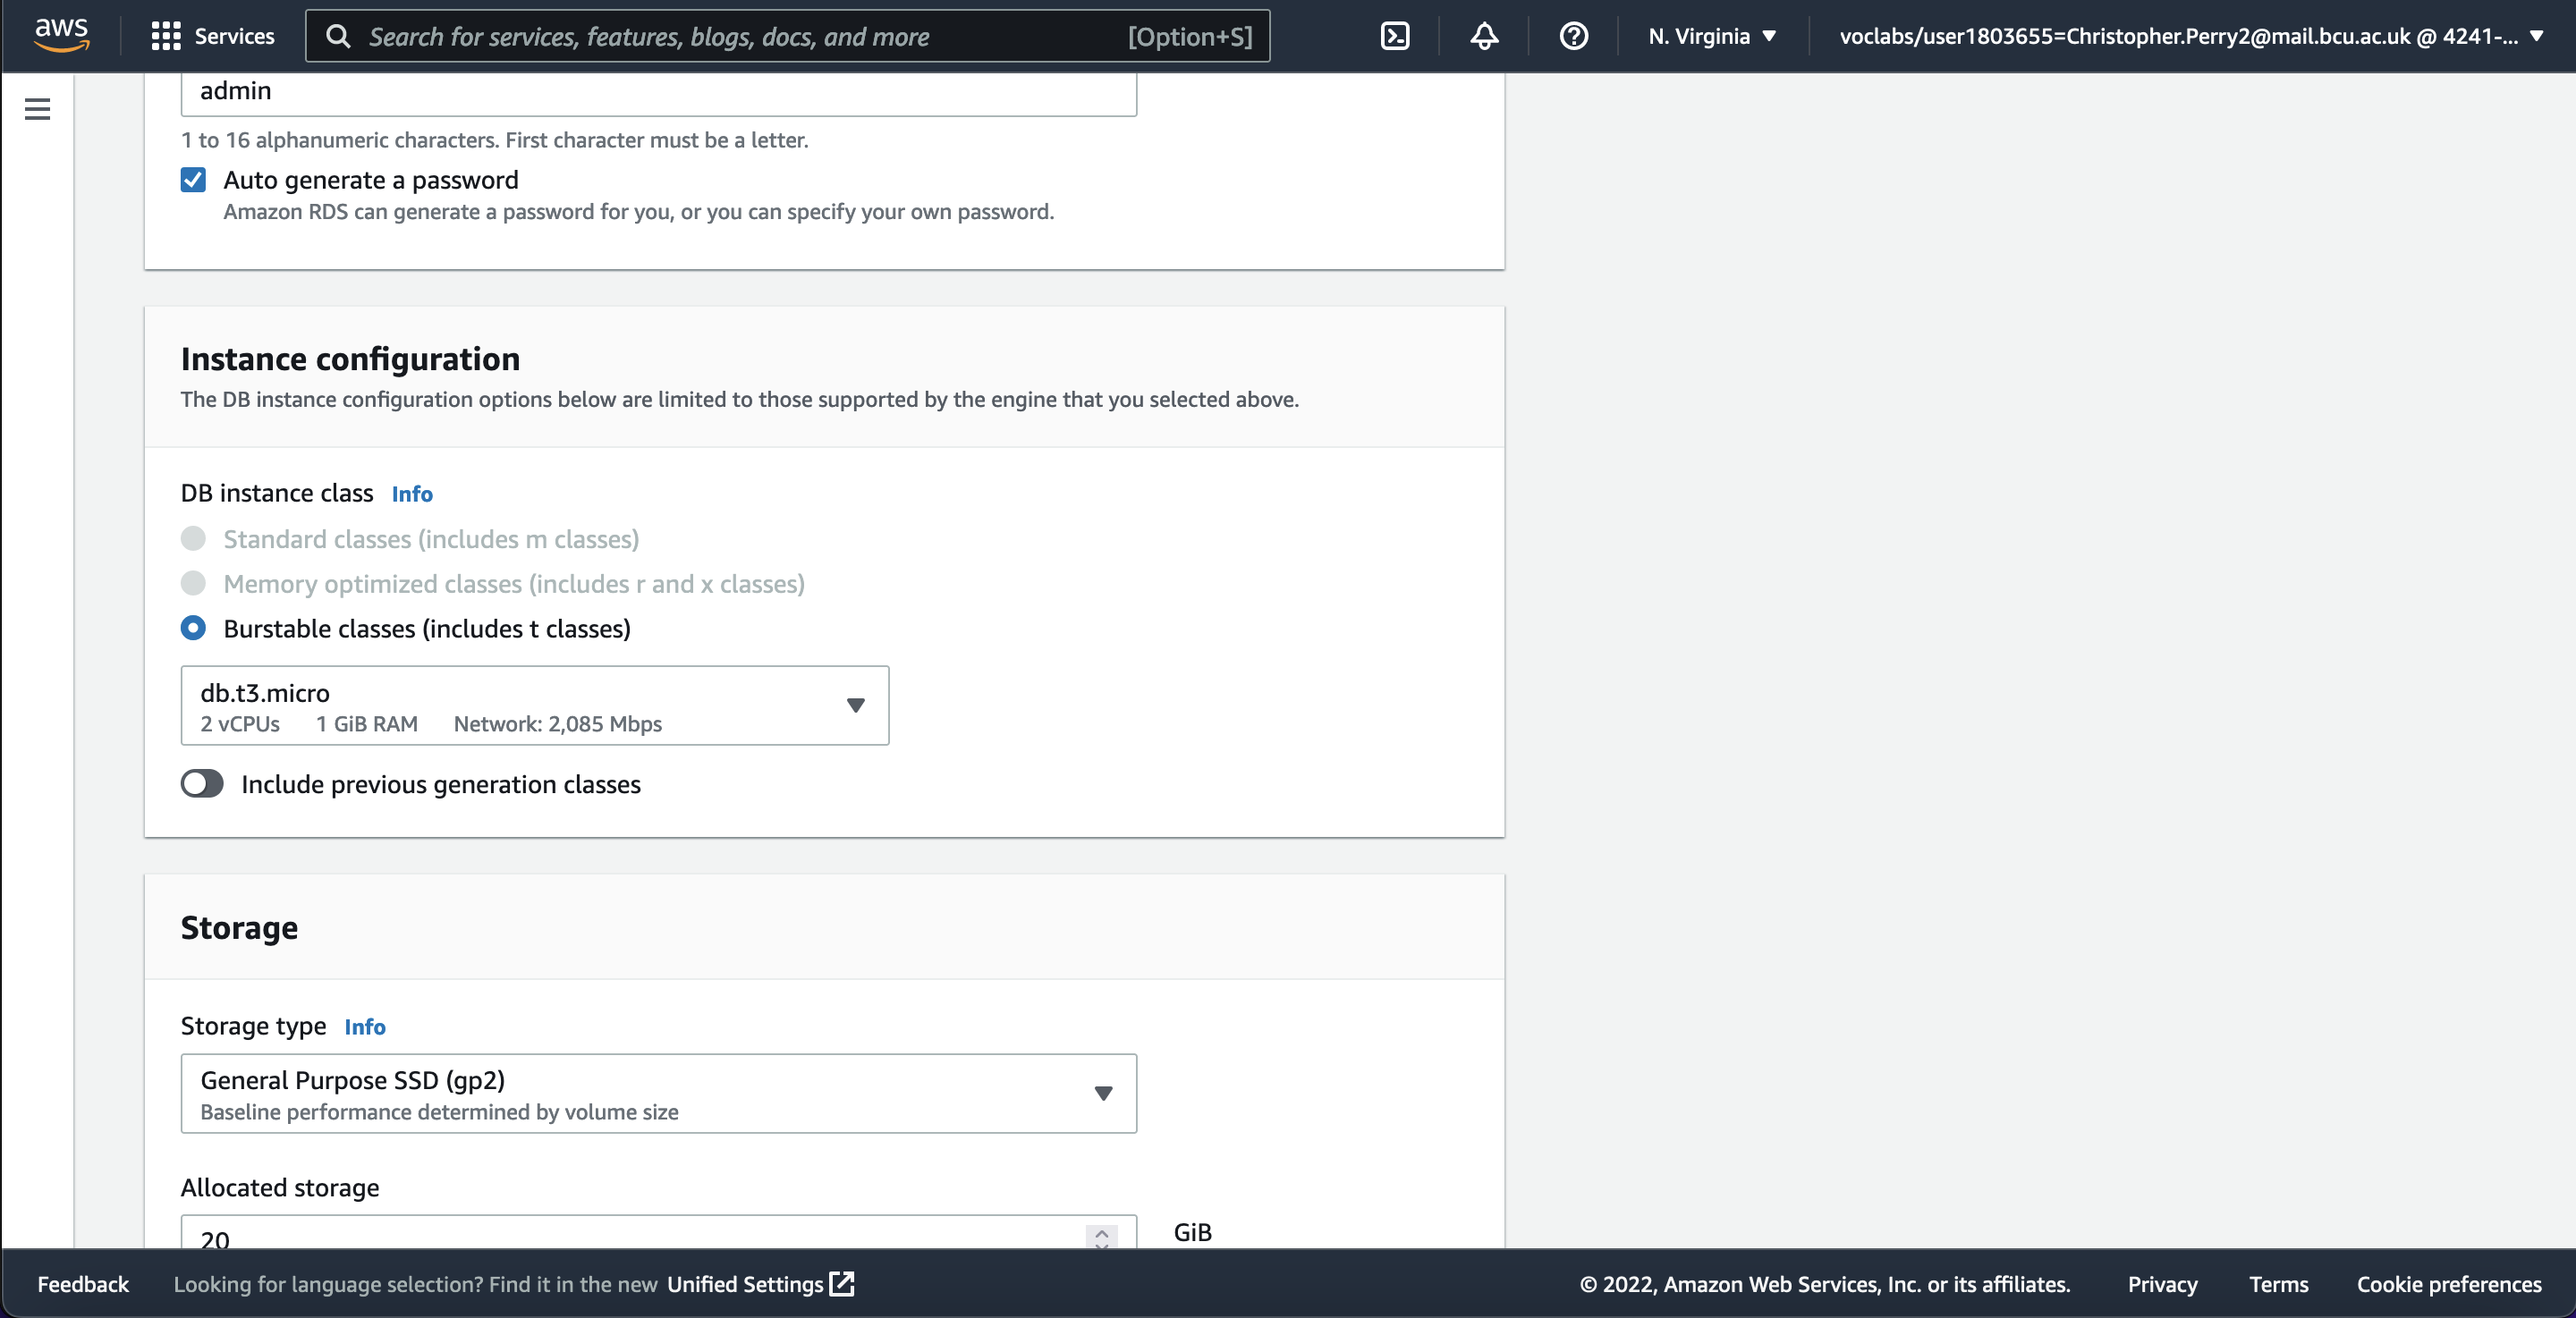 aws
Services
Search for services, features, blogs, docs, and more
[Option+S]
N. Virginia
voclabs/user1803655=Christopher.Perry2@mail.bcu.ac.uk @ 4241-...
admin
1 to 16 alphanumeric characters. First character must be a letter.
Auto generate a password
Amazon RDS can generate a password for you, or you can specify your own password.
Instance configuration
The DB instance configuration options below are limited to those supported by the engine that you selected above.
DB instance class Info
Standard classes (includes m classes)
Memory optimized classes (includes r and x classes)
Burstable classes (includes t classes)
db.t3.micro
2 vCPUs 1 GiB RAM Network: 2,085 Mbps
Include previous generation classes
Storage
Storage type Info
General Purpose SSD (gp2)
Baseline performance determined by volume size
Allocated storage
20
GiB
Feedback
Looking for language selection? Find it in the new Unified Settings
© 2022, Amazon Web Services, Inc. or its affiliates.
Privacy
Terms
Cookie preferences